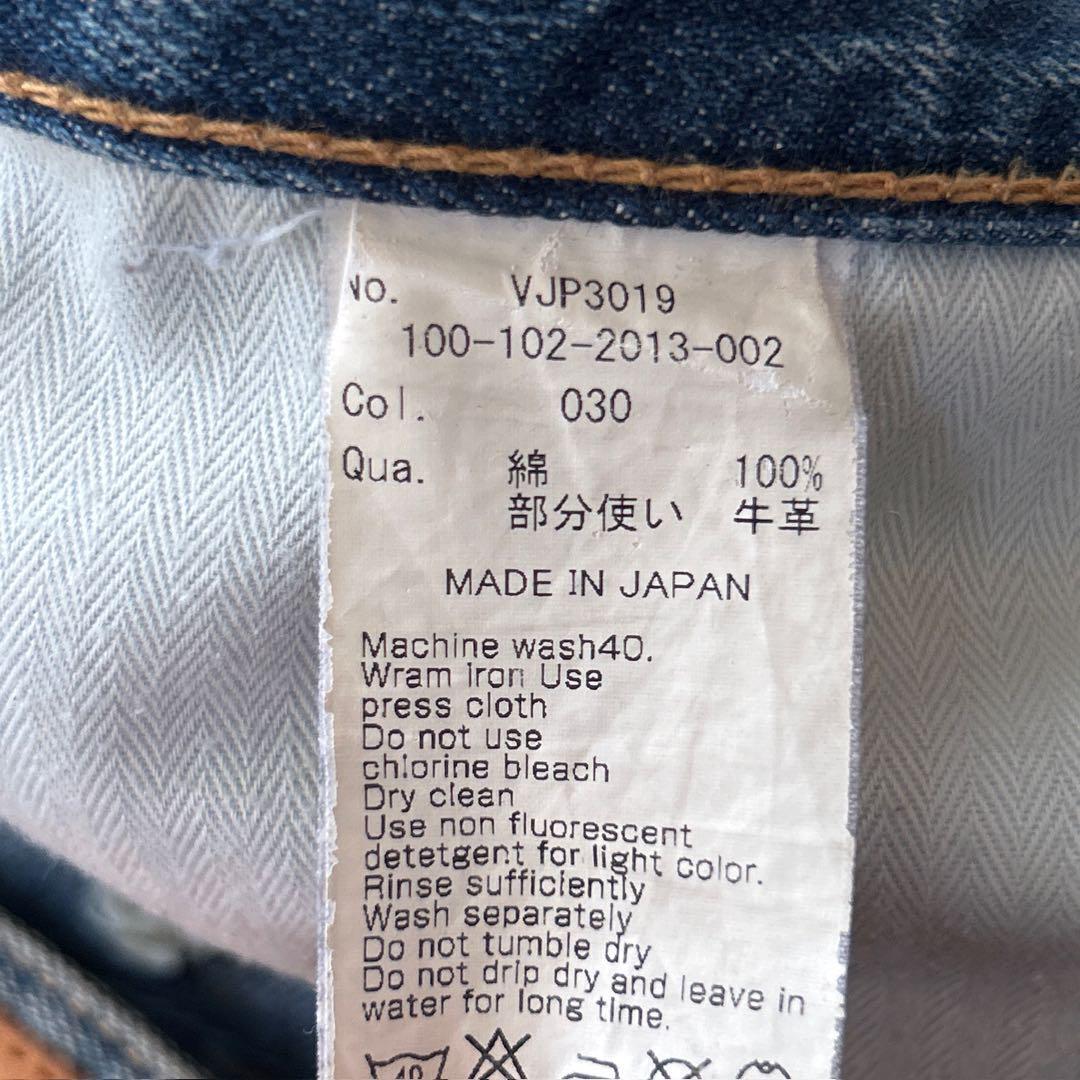 No. VJP3019
100-102-2013-002
Col. 030
Qua. 綿 100%
部分使い 牛革
MADE IN JAPAN
Machine wash40.
Wram iron Use
press cloth
Do not use
chlorine bleach
Dry clean
Use non fluorescent
detetgent for light color.
Rinse sufficiently
Wash separately
Do not tumble dry
Do not drip dry and leave in
water for long time.
40